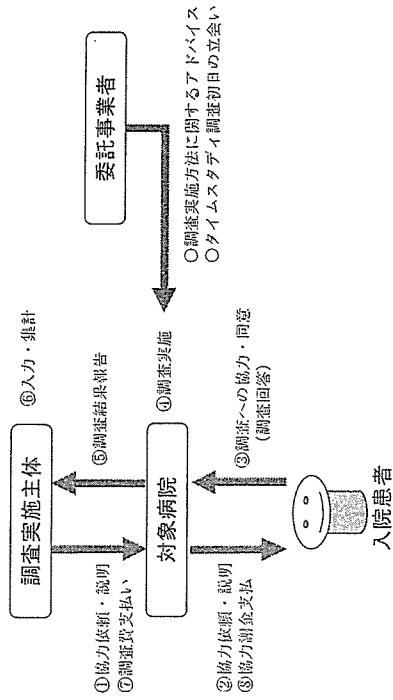 調査実施主体
⑥入力・集計
①協力依頼・説明
⑦調査費支払い
⑤調査結果報告
対象病院
④調査実施
②協力依頼・説明
⑧協力謝金支払
③調査への協力・同意
(調査回答)
入院患者
委託事業者
○調査実施方法に関するアドバイス
○タイムスタディ調査初日の立会い